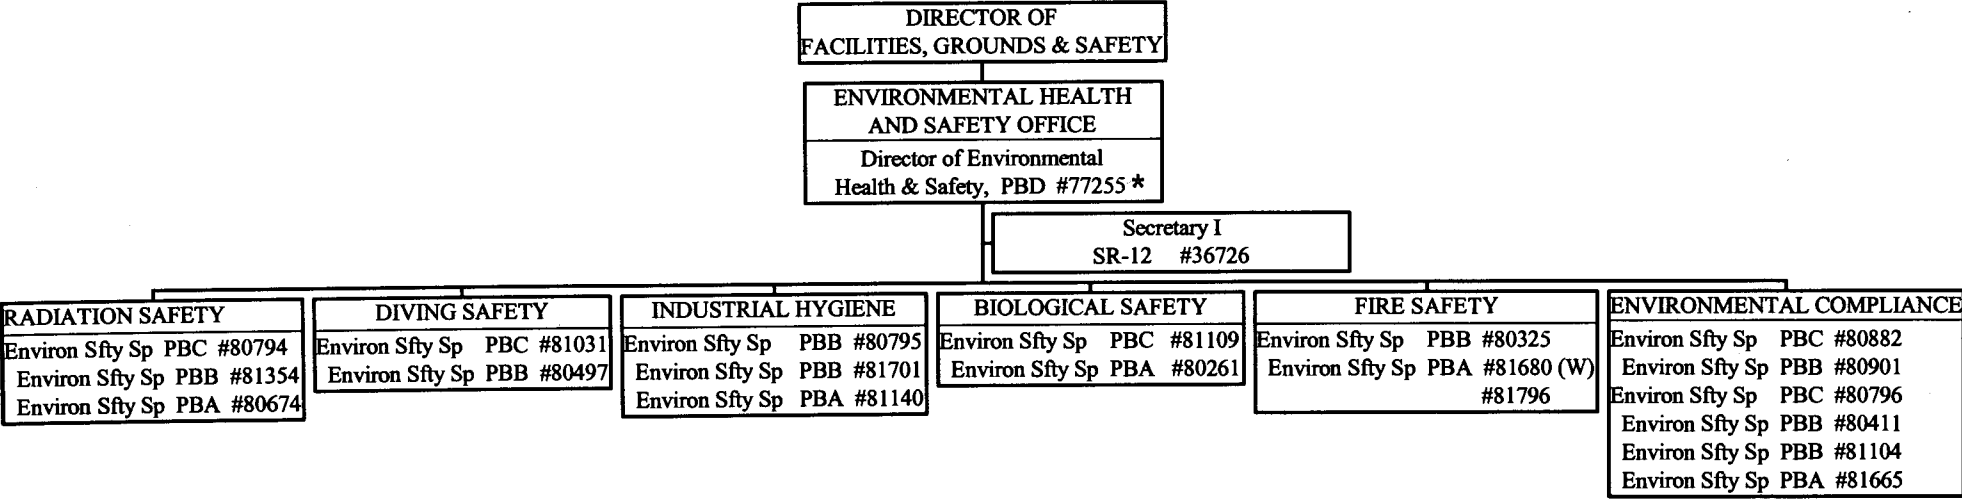 DIRECTOR OF
FACILITIES, GROUNDS & SAFETY
ENVIRONMENTAL HEALTH
AND SAFETY OFFICE
Director of Environmental
Health & Safety, PBD #77255 *
Secretary I
SR-12 #36726
RADIATION SAFETY
Environ Sfty Sp PBC #80794
Environ Sfty Sp PBB #81354
Environ Sfty Sp PBA #80674
DIVING SAFETY
Environ Sfty Sp PBC #81031
Environ Sfty Sp PBB #80497
INDUSTRIAL HYGIENE
Environ Sfty Sp PBB #80795
Environ Sfty Sp PBB #81701
Environ Sfty Sp PBA #81140
BIOLOGICAL SAFETY
Environ Sfty Sp PBC #81109
Environ Sfty Sp PBA #80261
FIRE SAFETY
Environ Sfty Sp PBB #80325
Environ Sfty Sp PBA #81680 (W)
#81796
ENVIRONMENTAL COMPLIANCE
Environ Sfty Sp PBC #80882
Environ Sfty Sp PBB #80901
Environ Sfty Sp PBC #80796
Environ Sfty Sp PBB #80411
Environ Sfty Sp PBB #81104
Environ Sfty Sp PBA #81665